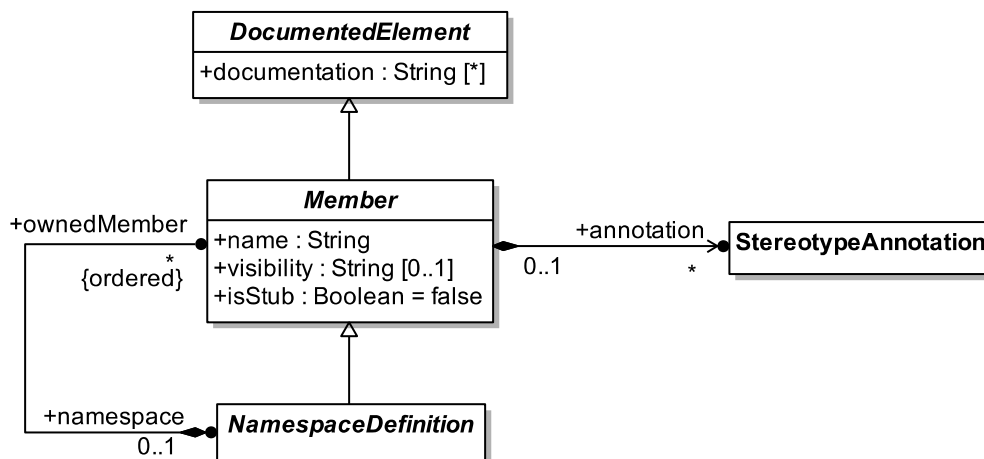 DocumentedElement
+documentation : String [*]
Member
+name : String
+visibility : String [0..1]
+isStub : Boolean = false
+ownedMember
*
{ordered}
+annotation
0..1
*
StereotypeAnnotation
+namespace
0..1
NamespaceDefinition